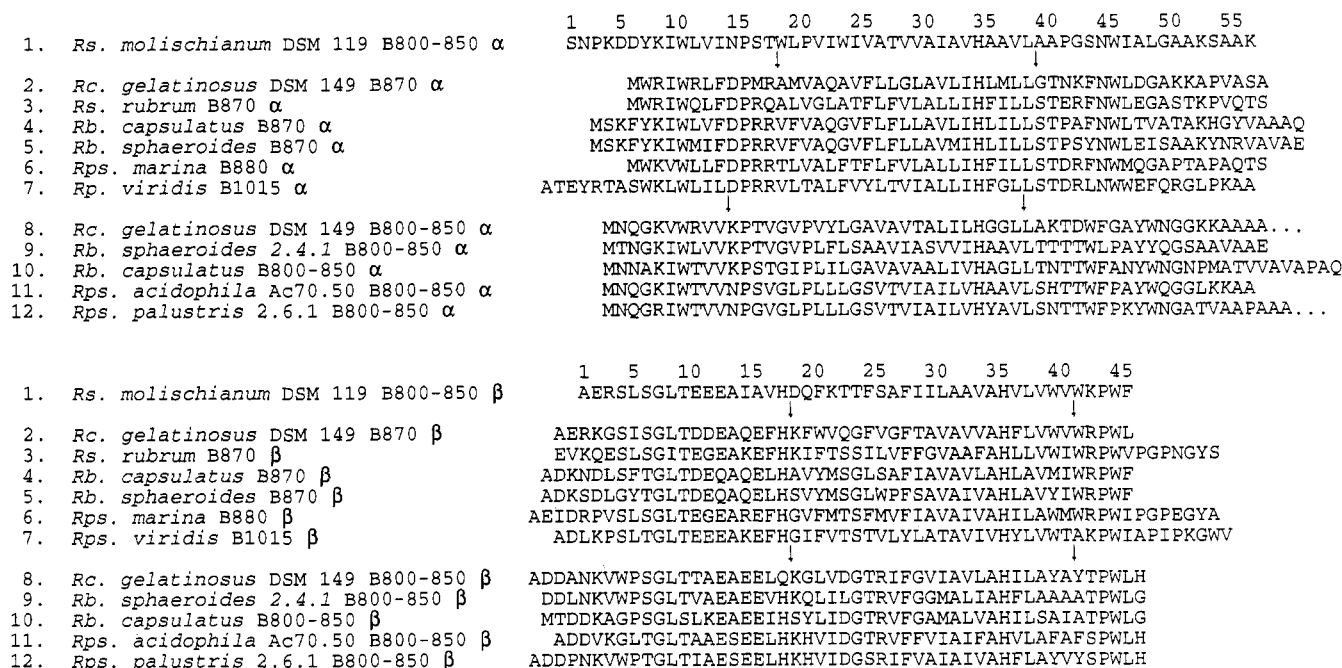 1 5 10 15 20 25 30 35 40 45 50 55
1. Rs. molischianum DSM 119 B800-850 α SNPKDDYKIWLVINPSTWLPVIWIVATVVAIAVHAAVLAAPGSNWIALGAAKSAAK
2. Rc. gelatinosus DSM 149 B870 α MWRIWRLFDPMRAMVAQAVFLLGLAVLIHLMLLGTNKFNWLDGAKKAPVASA
3. Rs. rubrum B870 α MWRIWQLFDPRQALVGLATFLFVLALLIHFILLSTERFNWLEGASTKPVQTS
4. Rb. capsulatus B870 α MSKFYKIWLVFDPRRVFVAQGVFLFLLAVLIHLILLSTPAFNWLTVATAKHGYVAAAQ
5. Rb. sphaeroides B870 α MSKFYKIWMIFDPRRVFVAQGVFLFLLAVMIHLILLSTPSYNWLEISAAKYNRVAVAE
6. Rps. marina B880 α MWKVWLLFDPRRTLVALFTFLFVLALLIHFILLSTDRFNWMQGAPTAPAQTS
7. Rp. viridis B1015 α ATEYRTASWKLWLILDPRRVLTALFVYLTVIALLIHFGLLSTDRLNWWEFQRGLPKAA
8. Rc. gelatinosus DSM 149 B800-850 α MNQGKVWRVVKPTVGVPVYLGAVAVTALILHGGLLAKTDWFGAYWNGGKKAAAA...
9. Rb. sphaeroides 2.4.1 B800-850 α MTNGKIWLVVKPTVGVPLFLSAAVIASVVIHAAVLTTTTWLPAYYQGSAAVAAE
10. Rb. capsulatus B800-850 α MNNAKIWTVVKPSTGIPLILGAVAVAALIVHAGLLTNTTWFANYWNGNPMATVVAVAPAQ
11. Rps. acidophila Ac70.50 B800-850 α MNQGKIWTVVNPSVGLPLLLGSVTVIAILVHAAVLSHTTWFPAYWQGGLKKAA
12. Rps. palustris 2.6.1 B800-850 α MNQGRIWTVVNPGVGLPLLLGSVTVIAILVHYAVLSNTTWFPKYWNGATVAAPAAA...
1 5 10 15 20 25 30 35 40 45
1. Rs. molischianum DSM 119 B800-850 β AERSLSGLTEEEAIAVHDQFKTTFSAFIILAAVAHVLVWVWKPWF
2. Rc. gelatinosus DSM 149 B870 β AERKGSISGLTDDEAQEFHKFWVQGFVGFTAVAVVAHFLVWVWRPWL
3. Rs. rubrum B870 β EVKQESLSGITEGEAKEFHKIFTSSILVFFGVAAFAHLLVWIWRPWVPGPNGYS
4. Rb. capsulatus B870 β ADKNDLSFTGLTDEQAQELHAVYMSGLSAFIAVAVLAHLAVMIWRPWF
5. Rb. sphaeroides B870 β ADKSDLGYTGLTDEQAQELHSVYMSGLWPFSAVAIVAHLAVYIWRPWF
6. Rps. marina B880 β AEIDRPVSLSGLTEGEAREFHGVFMTSFMVFIAVAIVAHILAWMWRPWIPGPEGYA
7. Rps. viridis B1015 β ADLKPSLTGLTEEEAKEFHGIFVTSTVLYLATAVIVHYLVWTAKPWIAPIPKGWV
8. Rc. gelatinosus DSM 149 B800-850 β ADDANKVWPSGLTTAEAEELQKGLVDGTRIFGVIAVLAHILAYAYTPWLH
9. Rb. sphaeroides 2.4.1 B800-850 β DDLNKVWPSGLTVAEAEEVHKQLILGTRVFGGMALIAHFLAAAATPWLG
10. Rb. capsulatus B800-850 β MTDDKAGPSGLSLKEAEEIHSYLIDGTRVFGAMALVAHILSAIATPWLG
11. Rps. acidophila Ac70.50 B800-850 β ADDVKGLTGLTAAESEELHKHVIDGTRVFFVIAIFAHVLAFAFSPWLH
12. Rps. palustris 2.6.1 B800-850 β ADDPNKVWPTGLTIAESEELHKHVIDGSRIFVAIAIVAHFLAYVYSPWLH